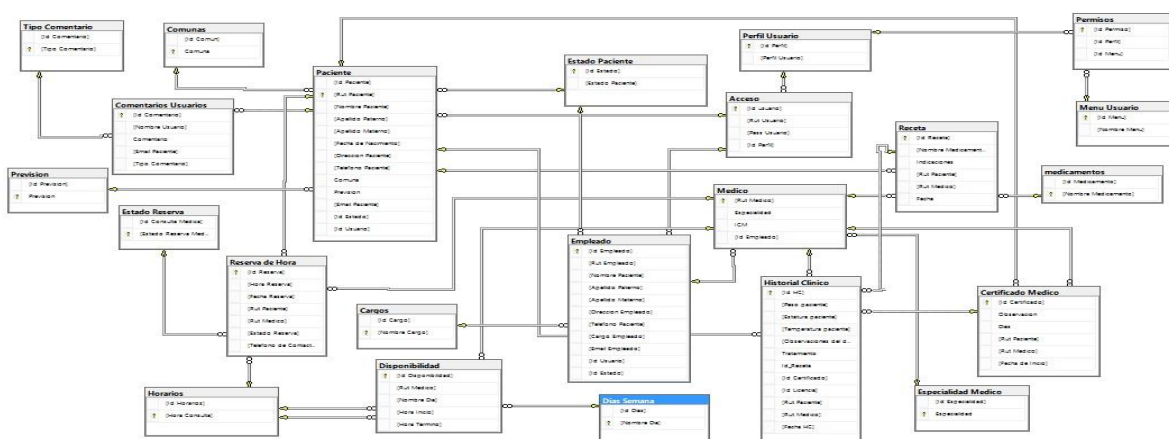 Tipo Comentario
[Id Comentario]
[Tipo Comentario]
Comunas
[Id Comun]
Comuna
Comentarios Usuarios
[Id Comentario]
[Nombre Usuario]
Comentario
[Email Paciente]
[Tipo Comentario]
Prevision
[Id Prevision]
Prevision
Estado Reserva
[Id Consulta Medica]
[Estado Reserva Med...
Paciente
[Id Paciente]
[Rut Paciente]
[Nombre Paciente]
[Apellido Paterno]
[Apellido Materno]
[Fecha de Nacimiento]
[Direccion Paciente]
[Telefono Paciente]
Comuna
Prevision
[Email Paciente]
[Id Estado]
[Id Usuario]
Reserva de Hora
[Id Reserva]
[Hora Reserva]
[Fecha Reserva]
[Rut Paciente]
[Rut Medico]
[Estado Reserva]
[Telefono de Contact...
Horarios
[Id Horarios]
[Hora Consulta]
Cargos
[Id Cargo]
[Nombre Cargo]
Disponibilidad
[Id Disponibilidad]
[Rut Medico]
[Nombre Dia]
[Hora Inicio]
[Hora Termino]
Estado Paciente
[Id Estado]
[Estado Paciente]
Empleado
[Id Empleado]
[Rut Empleado]
[Nombre Paciente]
[Apellido Paterno]
[Apellido Materno]
[Direccion Empleado]
[Telefono Paciente]
[Cargo Empleado]
[Email Empleado]
[Id Usuario]
[Id Estado]
Dias Semana
[Id Dias]
[Nombre Dia]
Perfil Usuario
[Id Perfil]
[Perfil Usuario]
Acceso
[Id usuario]
[Rut Usuario]
[Pass Usuario]
[Id Perfil]
Medico
[Rut Medico]
Especialidad
ICM
[Id Empleado]
Historial Clinico
[Id HC]
[Peso paciente]
[Estatura paciente]
[Temperatura paciente]
[Observaciones del d...
Tratamiento
Id_Receta
[Id Certificado]
[Id Licencia]
[Rut Paciente]
[Rut Medico]
[Fecha HC]
Permisos
[Id Permiso]
[Id Perfil]
[Id Menu]
Menu Usuario
[Id Menu]
[Nombre Menu]
Receta
[Id Receta]
[Nombre Medicament...
Indicaciones
[Rut Paciente]
[Rut Medico]
Fecha
medicamentos
[Id Medicamento]
[Nombre Medicamento]
Certificado Medico
[Id Certificado]
Observacion
Dias
[Rut Paciente]
[Rut Medico]
[Fecha de Inicio]
Especialidad Medico
[Id Especialidad]
Especialidad